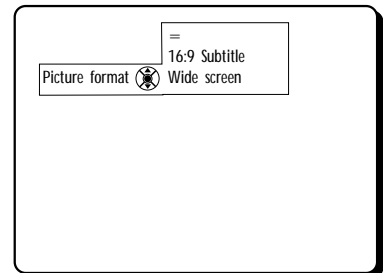 =
16:9 Subtitle
Picture format Wide screen